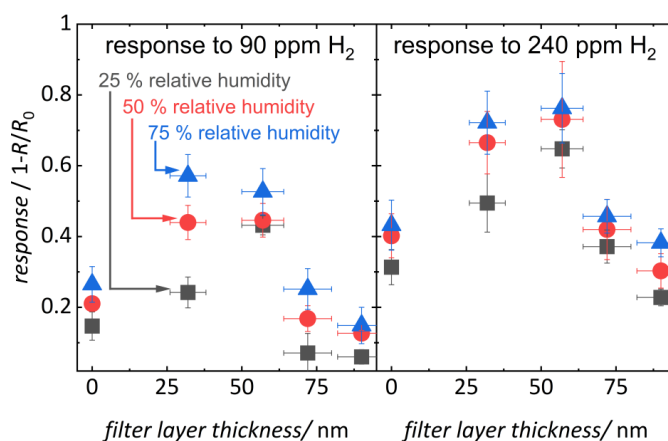 response to 90 ppm H₂
response to 240 ppm H₂
25 % relative humidity
50 % relative humidity
75 % relative humidity
response / 1-R/R₀
1
0.8
0.6
0.4
0.2
0
25
50
75
0
25
50
75
filter layer thickness/ nm
filter layer thickness/ nm